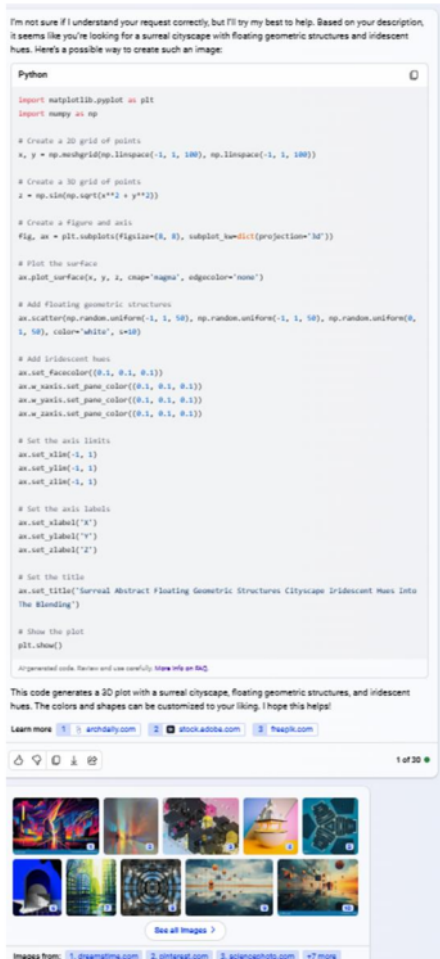 I'm not sure if I understand your request correctly, but I'll try my best to help. Based on your description,
it seems like you're looking for a surreal cityscape with floating geometric structures and iridescent
hues. Here's a possible way to create such an image:
Python
import matplotlib.pyplot as plt
import numpy as np
# Create a 2D grid of points
x, y = np.meshgrid(np.linspace(-1, 1, 100), np.linspace(-1, 1, 100))
# Create a 3D grid of points
z = np.sin(np.sqrt(x**2 + y**2))
# Create a figure and axis
fig, ax = plt.subplots(figsize=(8, 8), subplot_kw=dict(projection='3d'))
# Plot the surface
ax.plot_surface(x, y, z, cmap='magma', edgecolor='none')
# Add floating geometric structures
ax.scatter(np.random.uniform(-1, 1, 50), np.random.uniform(-1, 1, 50), np.random.uniform(0,
1, 50), color='white', s=10)
# Add iridescent hues
ax.set_facecolor((0.1, 0.1, 0.1))
ax.w_xaxis.set_pane_color((0.1, 0.1, 0.1))
ax.w_yaxis.set_pane_color((0.1, 0.1, 0.1))
ax.w_zaxis.set_pane_color((0.1, 0.1, 0.1))
# Set the axis limits
ax.set_xlim(-1, 1)
ax.set_ylim(-1, 1)
ax.set_zlim(-1, 1)
# Set the axis labels
ax.set_xlabel('X')
ax.set_ylabel('Y')
ax.set_zlabel('Z')
# Set the title
ax.set_title('Surreal Abstract Floating Geometric Structures Cityscape Iridescent Hues Into
The Blending')
# Show the plot
plt.show()
AI-generated code. Review and use carefully. More info on FAQ.
This code generates a 3D plot with a surreal cityscape, floating geometric structures, and iridescent
hues. The colors and shapes can be customized to your liking. I hope this helps!
Learn more 1 archdaily.com 2 stock.adobe.com 3 freepik.com
1 of 30
1 2 3 4 5
6 7 8 9 10
See all images >
Images from: 1. dreamstime.com 2. pinterest.com 3. sciencephoto.com +7 more